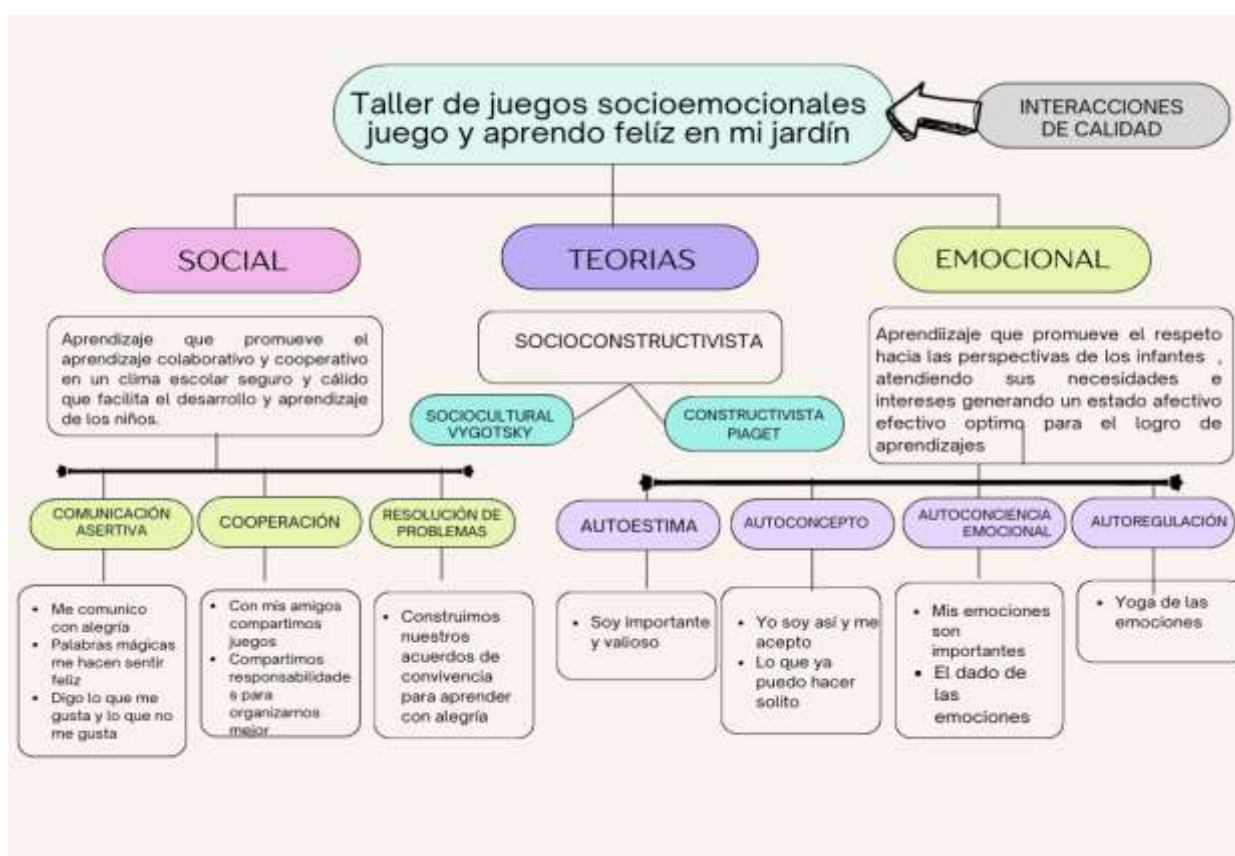 Taller de juegos socioemocionales
juego y aprendo felíz en mi jardín
INTERACCIONES
DE CALIDAD
SOCIAL
TEORIAS
EMOCIONAL
Aprendizaje que promueve el
aprendizaje colaborativo y cooperativo
en un clima escolar seguro y cálido
que facilita el desarrollo y aprendizaje
de los niños.
SOCIOCONSTRUCTIVISTA
SOCIOCULTURAL
VYGOTSKY
CONSTRUCTIVISTA
PIAGET
Aprendiizaje que promueve el respeto
hacia las perspectivas de los infantes ,
atendiendo sus necesidades e
intereses generando un estado afectivo
efectivo optimo para el logro de
aprendizajes
COMUNICACIÓN
ASERTIVA
COOPERACIÓN
RESOLUCIÓN DE
PROBLEMAS
AUTOESTIMA
AUTOCONCEPTO
AUTOCONCIENCIA
EMOCIONAL
AUTOREGULACIÓN
• Me comunico
con alegría
• Palabras mágicas
me hacen sentir
feliz
• Digo lo que me
gusta y lo que no
me gusta
• Con mis amigos
compartimos
juegos
• Compartimos
responsabilidade
s para
organizarnos
mejor
• Construimos
nuestros
acuerdos de
convivencia
para aprender
con alegría
• Soy importante
y valioso
• Yo soy así y me
acepto
• Lo que ya
puedo hacer
solito
• Mis emociones
son
importantes
• El dado de
las
emociones
• Yoga de las
emociones